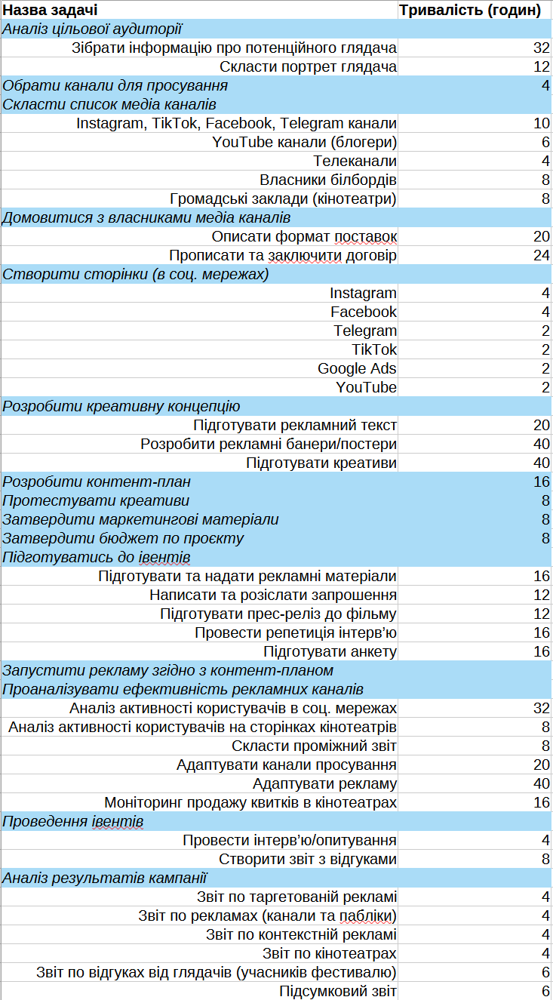 Назва задачі Тривалість (годин)
Аналіз цільової аудиторії
Зібрати інформацію про потенційного глядача 32
Скласти портрет глядача 12
Обрати канали для просування 4
Скласти список медіа каналів
Instagram, TikTok, Facebook, Telegram канали 10
YouTube канали (блогери) 6
Телеканали 4
Власники білбордів 8
Громадські заклади (кінотеатри) 8
Домовитися з власниками медіа каналів
Описати формат поставок 20
Прописати та заключити договір 24
Створити сторінки (в соц. мережах)
Instagram 4
Facebook 4
Telegram 2
TikTok 2
Google Ads 2
YouTube 2
Розробити креативну концепцію
Підготувати рекламний текст 20
Розробити рекламні банери/постери 40
Підготувати креативи 40
Розробити контент-план 16
Протестувати креативи 8
Затвердити маркетингові матеріали 8
Затвердити бюджет по проєкту 8
Підготуватись до івентів
Підготувати та надати рекламні матеріали 16
Написати та розіслати запрошення 12
Підготувати прес-реліз до фільму 12
Провести репетиція інтерв’ю 16
Підготувати анкету 16
Запустити рекламу згідно з контент-планом
Проаналізувати ефективність рекламних каналів
Аналіз активності користувачів в соц. мережах 32
Аналіз активності користувачів на сторінках кінотеатрів 8
Скласти проміжний звіт 8
Адаптувати канали просування 20
Адаптувати рекламу 40
Моніторинг продажу квитків в кінотеатрах 16
Проведення івентів
Провести інтерв’ю/опитування 4
Створити звіт з відгуками 8
Аналіз результатів кампанії
Звіт по таргетованій рекламі 4
Звіт по рекламах (канали та пабліки) 4
Звіт по контекстній рекламі 4
Звіт по кінотеатрах 4
Звіт по відгуках від глядачів (учасників фестивалю) 6
Підсумковий звіт 6